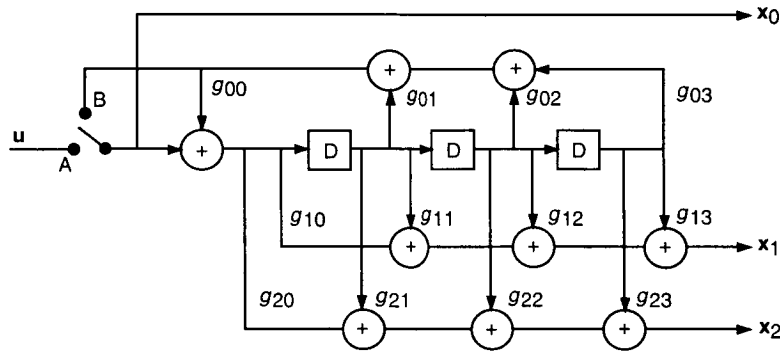 x0
g00
g01
g02
g03
B
u
A
+
+
+
D
D
D
g10
g11
g12
g13
+
+
+
x1
g20
g21
g22
g23
+
+
+
x2